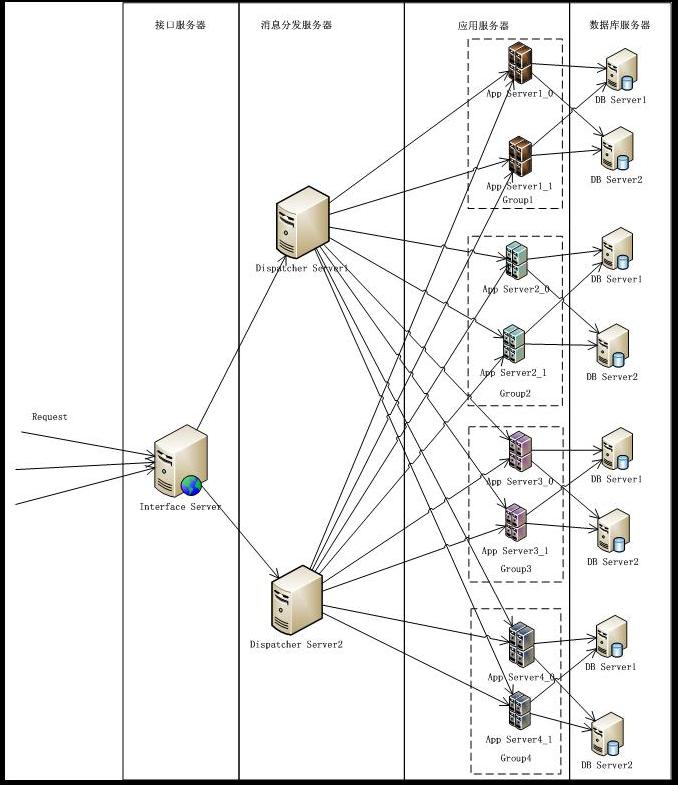 接口服务器
消息分发服务器
应用服务器
数据库服务器
App Server1_0
DB Server1
App Server1_1
Group1
DB Server2
Dispatcher Server1
App Server2_0
DB Server1
App Server2_1
Group2
DB Server2
Request
Interface Server
App Server3_0
DB Server1
App Server3_1
Group3
DB Server2
Dispatcher Server2
App Server4_0
DB Server1
App Server4_1
Group4
DB Server2